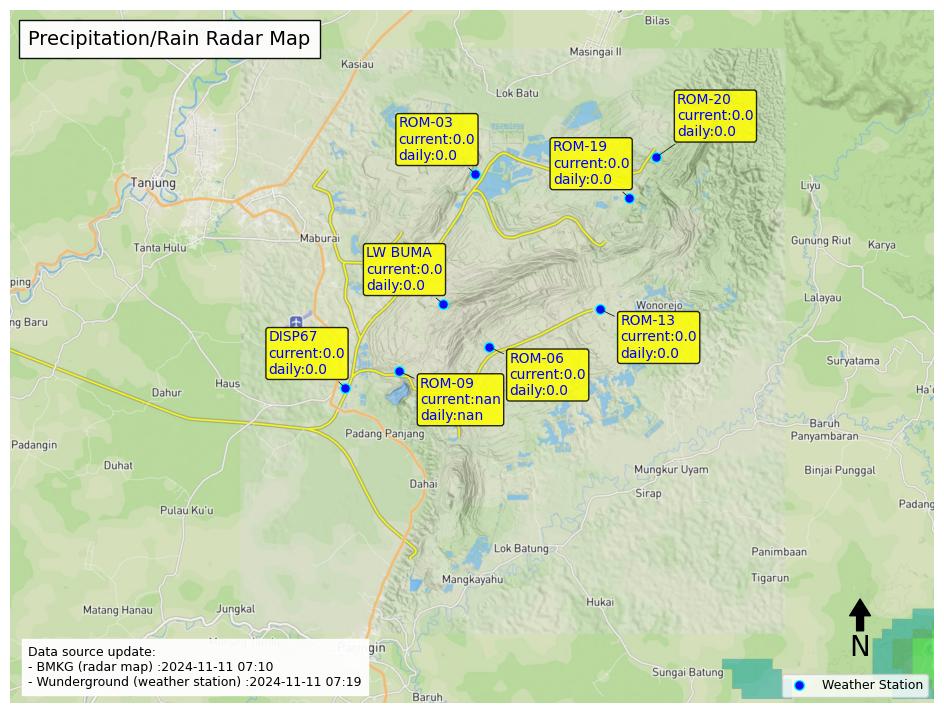 Precipitation/Rain Radar Map
Bilas
Masingai II
Kasiau
Lok Batu
ROM-20
current:0.0
daily:0.0
ROM-03
current:0.0
daily:0.0
ROM-19
current:0.0
daily:0.0
Tanjung
Liyu
Maburai
Tanta Hulu
Gunung Riut
Karya
LW BUMA
current:0.0
daily:0.0
ping
Lalayau
Wonorejo
ng Baru
ROM-13
current:0.0
daily:0.0
DISP67
current:0.0
daily:0.0
ROM-06
current:0.0
daily:0.0
Suryatama
ROM-09
current:nan
daily:nan
Haus
Dahur
Ha'
Baruh
Panyambaran
Padang Panjang
Padangin
Duhat
Mungkur Uyam
Binjai Punggal
Dahai
Sirap
Padang
Pulau Ku'u
Lok Batung
Panimbaan
Mangkayahu
Tigarun
Hukai
Matang Hanau
Jungkal
N
Data source update:
- BMKG (radar map) :2024-11-11 07:10
- Wunderground (weather station) :2024-11-11 07:19
Sungai Batung
Weather Station
Baruh